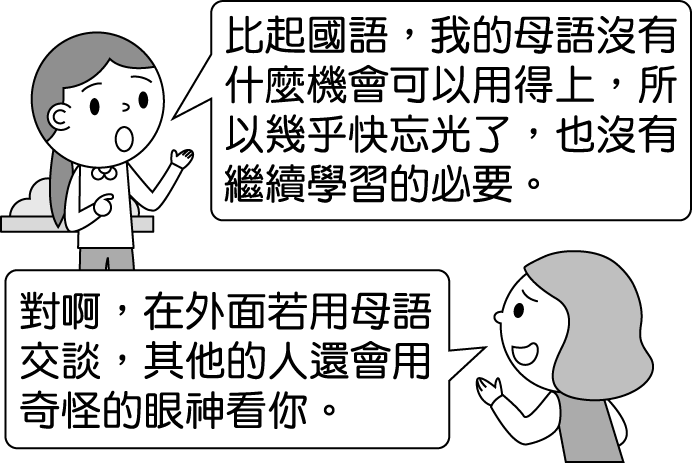 比起國語，我的母語沒有
什麼機會可以用得上，所
以幾乎快忘光了，也沒有
繼續學習的必要。
對啊，在外面若用母語
交談，其他的人還會用
奇怪的眼神看你。